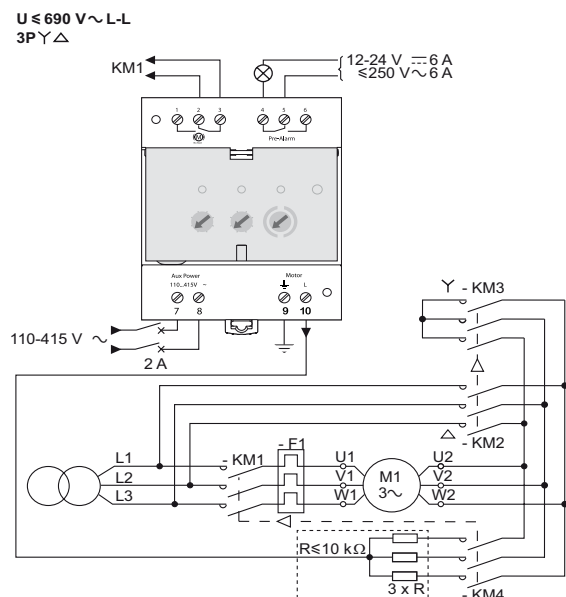 U ≤ 690 V ∼ L-L
3P Y △
KM1
12-24 V ⎓ 6 A
≤250 V ∼ 6 A
1 2 3 4 5 6
M
Pre-Alarm
Aux Power
110...415V ~
Motor
L
7 8 9 10
110-415 V ∼
2 A
Y - KM3
△ - KM2
L1
L2
L3
- KM1
- F1
U1
V1
W1
M1
3∼
U2
V2
W2
R≤10 kΩ
3 x R
- KM4